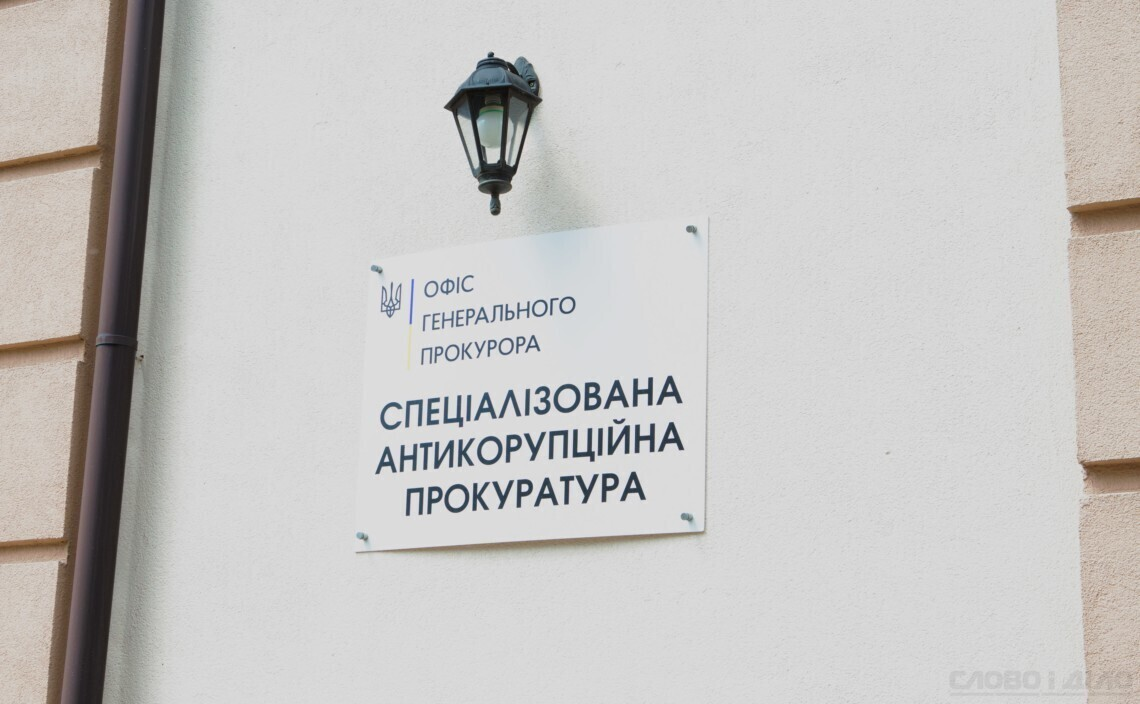 ОФІС
ГЕНЕРАЛЬНОГО
ПРОКУРОРА
СПЕЦІАЛІЗОВАНА
АНТИКОРУПЦІЙНА
ПРОКУРАТУРА
СЛОВО І ДІЛО